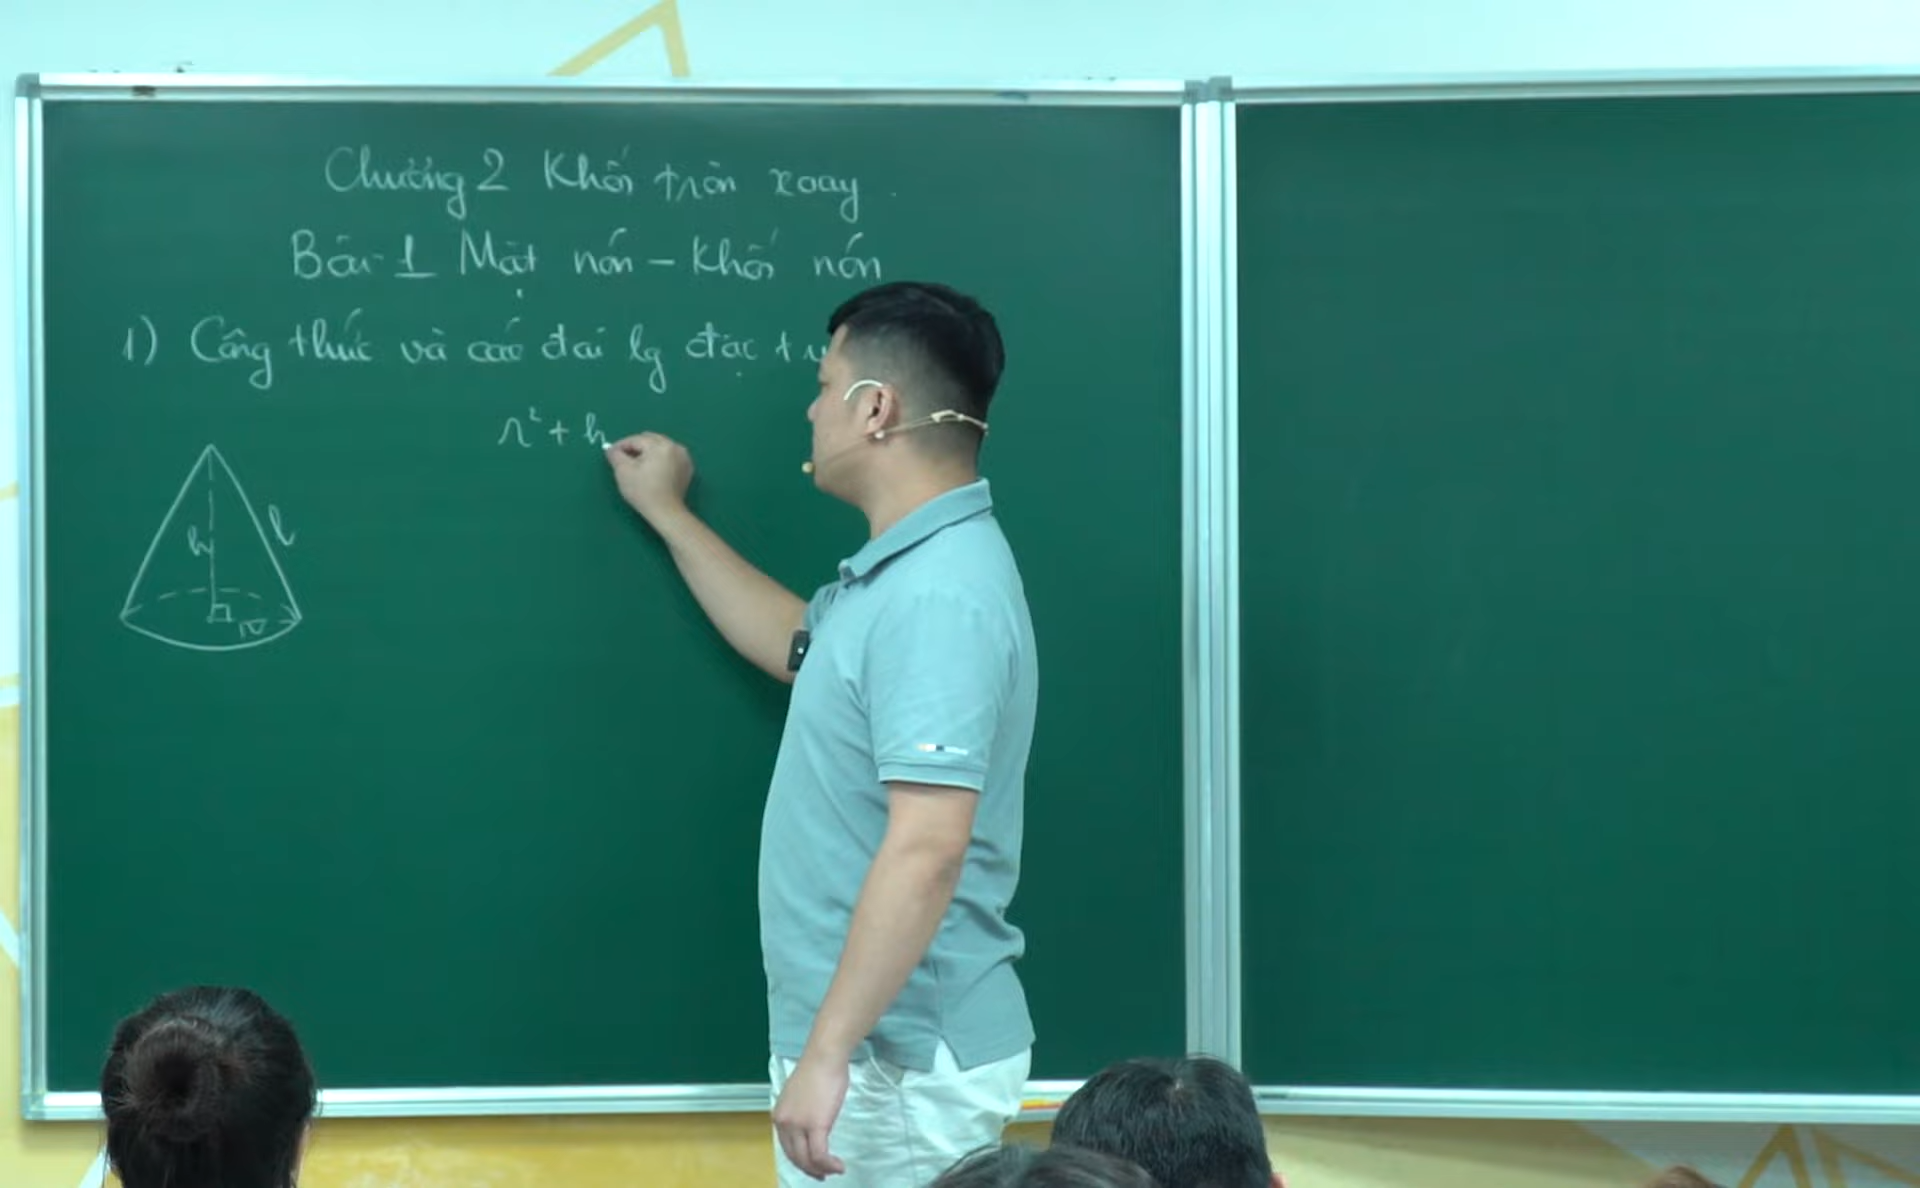 Chương 2 Khối tròn xoay.
Bài 1 Mặt nón - Khối nón
1) Công thức và các đại lg đặc
r² + h
h
l
r